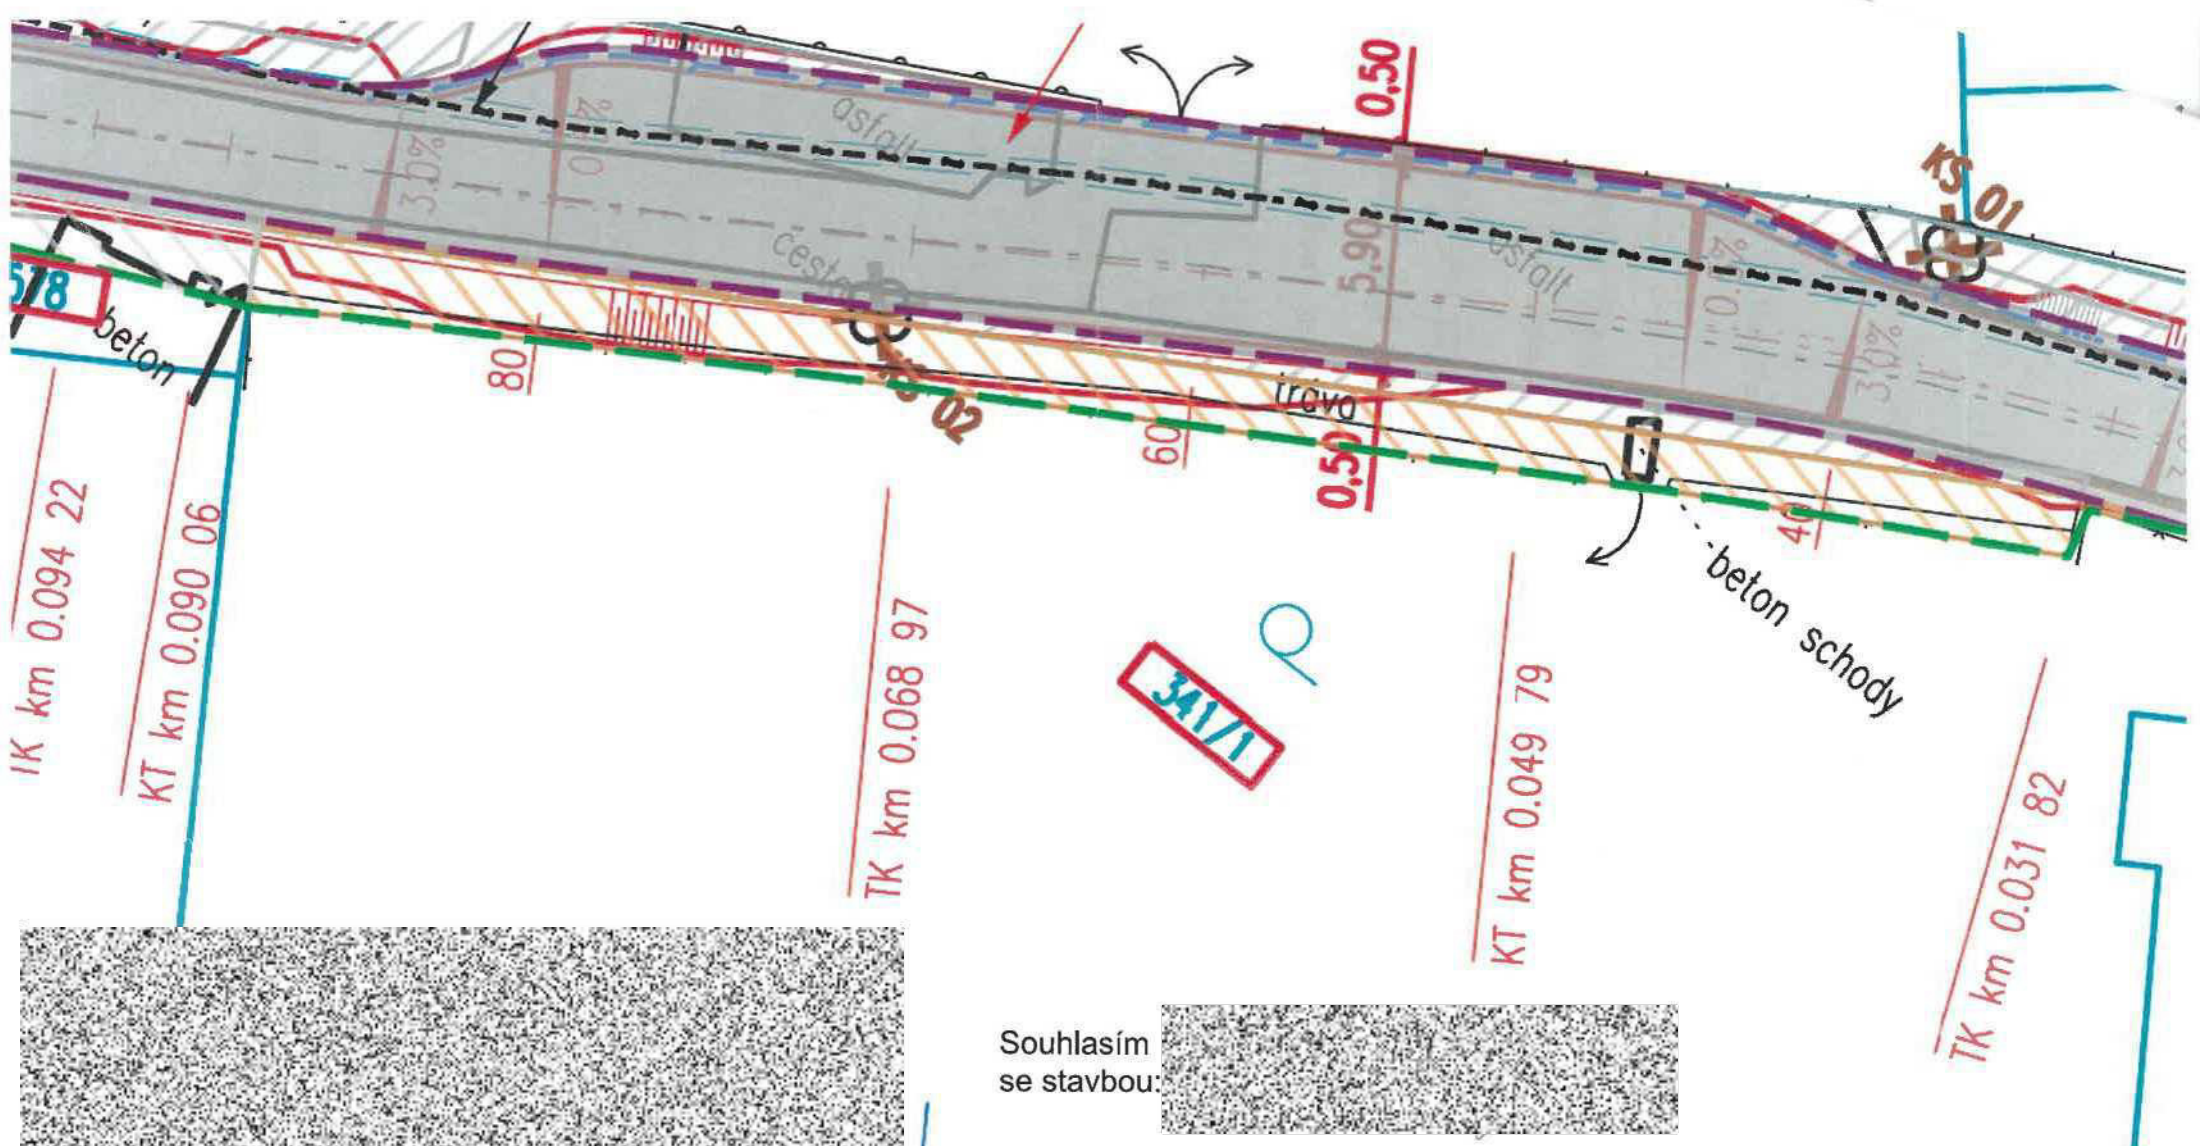 0,50
KS 01
asfalt
3.0%
5,90
asfalt
3.0%
cesta
578
beton
80
KS 02
tráva
60
0,50
40
beton schody
TK km 0.094 22
KT km 0.090 06
TK km 0.068 97
341/1
KT km 0.049 79
TK km 0.031 82
Souhlasím
se stavbou: